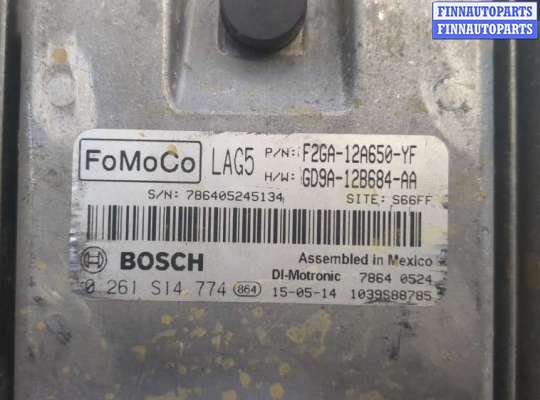 FINNAUTOPARTS
FINNAUTOPARTS
FINNAUTOPARTS
FoMoCo LAG5 P/N: F2GA-12A650-YF
H/W: GD9A-12B684-AA
S/N: 786405245134 SITE: S66FF
BOSCH Assembled in Mexico
DI-Motronic 7864 0524
0 261 S14 774 864 15-05-14 1039S88785